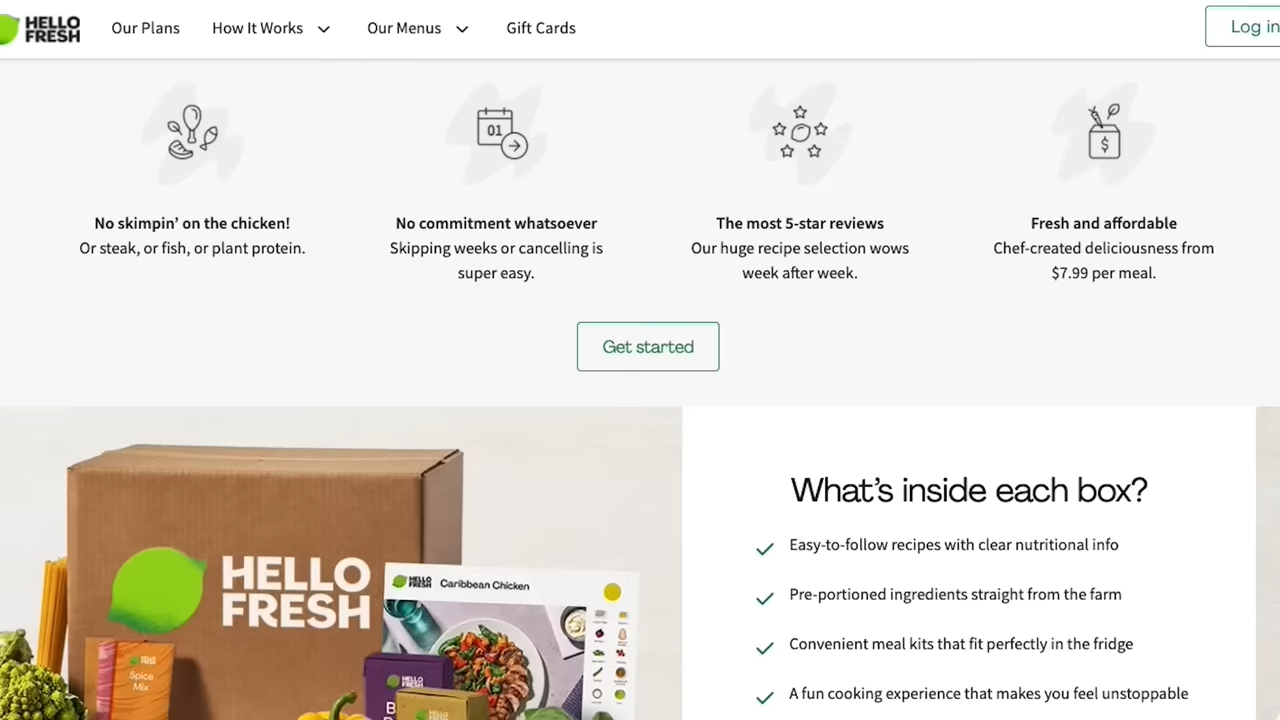 HELLO
FRESH
Our Plans
How It Works
Our Menus
Gift Cards
Log in
01
$
No skimpin’ on the chicken!
Or steak, or fish, or plant protein.
No commitment whatsoever
Skipping weeks or cancelling is
super easy.
The most 5-star reviews
Our huge recipe selection wows
week after week.
Fresh and affordable
Chef-created deliciousness from
$7.99 per meal.
Get started
HELLO
FRESH
HELLO
FRESH
Caribbean Chicken
Spice
Mix
What’s inside each box?
Easy-to-follow recipes with clear nutritional info
Pre-portioned ingredients straight from the farm
Convenient meal kits that fit perfectly in the fridge
A fun cooking experience that makes you feel unstoppable